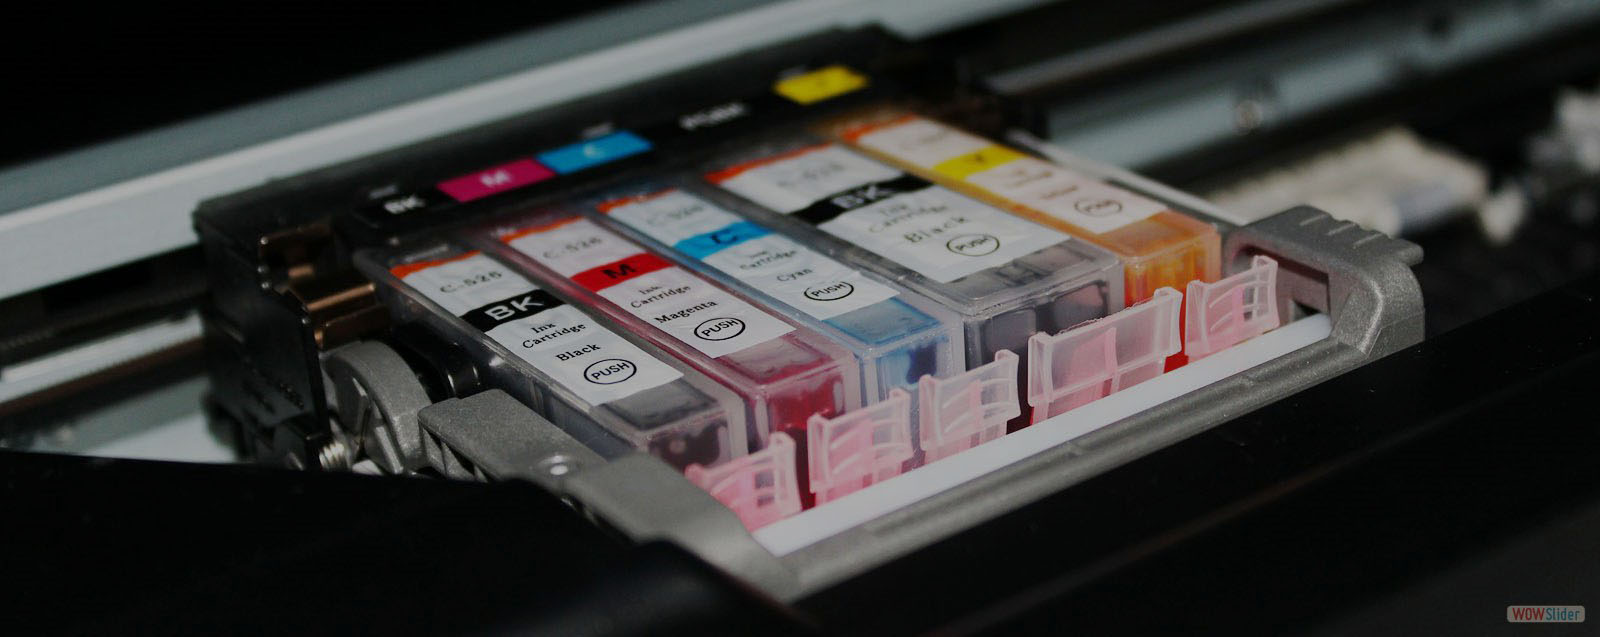 BK
M
C
PGBK
Y
C-526
BK
Ink
Cartridge
Black
PUSH
C-526
M
Ink
Cartridge
Magenta
PUSH
C-526
C
Ink
Cartridge
Cyan
PUSH
BK
Ink
Cartridge
Black
PUSH
Y
PUSH
WOWSlider